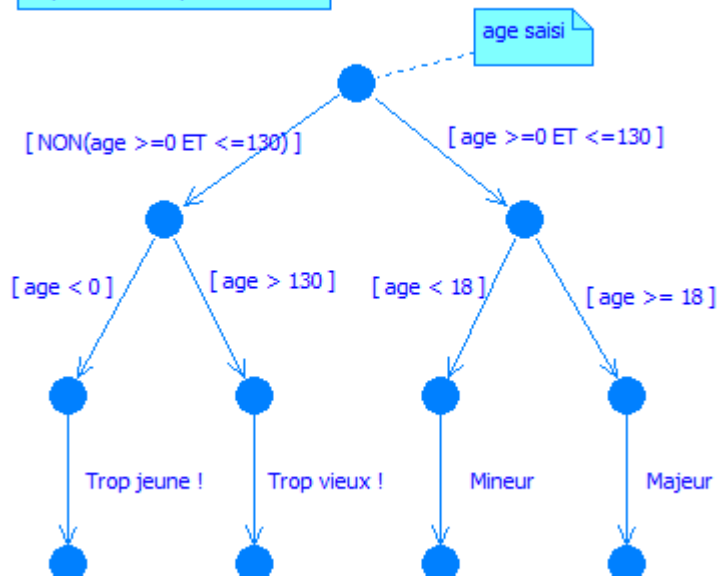 age saisi
[ NON(age >=0 ET <=130) ]
[ age >=0 ET <=130 ]
[ age < 0 ]
[ age > 130 ]
[ age < 18 ]
[ age >= 18 ]
Trop jeune !
Trop vieux !
Mineur
Majeur